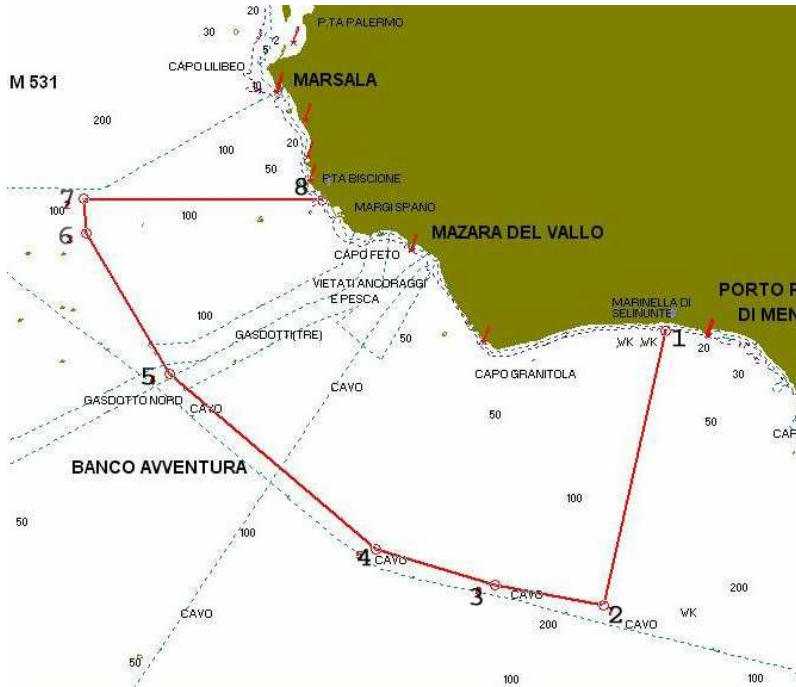 20
P.TA PALERMO
30
5
2
CAPO LILIBEO
10
MARSALA
M 531
200
20
100
50
P.TA BISCIONE
8
7
100
100
MARGI SPANO
6
MAZARA DEL VALLO
CAPO FETO
VIETATI ANCORAGGI
E PESCA
PORTO P
DI MEN
MARINELLA DI
SELINUNTE
100
GASDOTTI(TRE)
50
1
WK WK
20
CAPO GRANITOLA
30
5
CAVO
GASDOTTO NORD
CAVO
50
50
CAP
BANCO AVVENTURA
100
50
100
4
CAVO
3
CAVO
200
2
WK
CAVO
200
CAVO
50
100
100